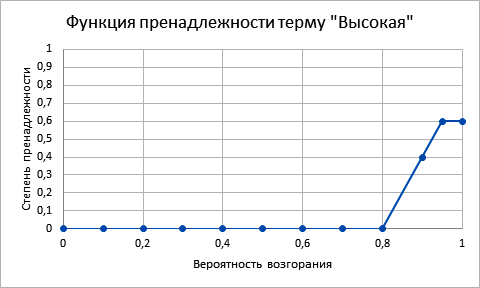 Функция пренадлежности терму "Высокая"
Степень пренадлежности
1
0,9
0,8
0,7
0,6
0,5
0,4
0,3
0,2
0,1
0
0 0,2 0,4 0,6 0,8 1
Вероятность возгорания